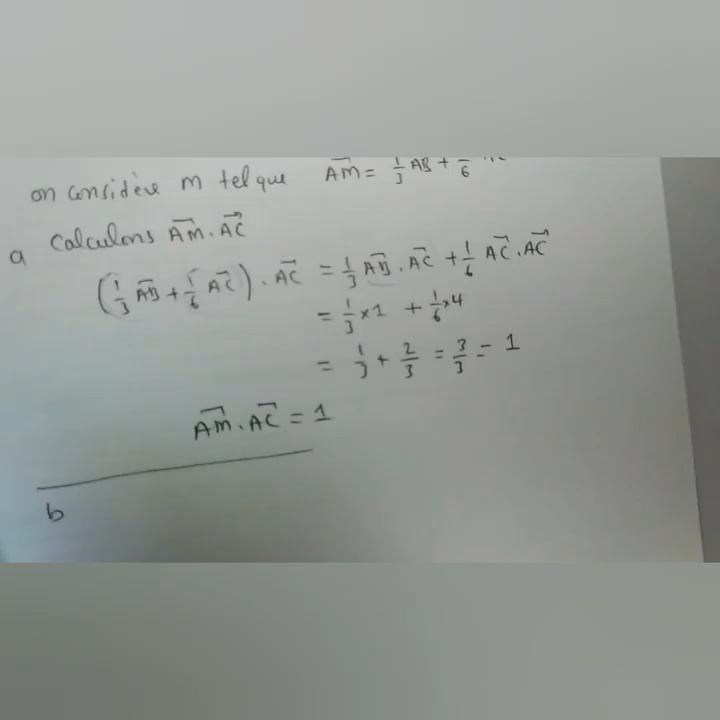 on considère m tel que AM = 1/3 AB + 1/6
a Calculons AM . AC
(1/3 AB + 1/6 AC) . AC = 1/3 AB . AC + 1/6 AC . AC
= 1/3 × 1 + 1/6 × 4
= 1/3 + 2/3 = 3/3 = 1
AM . AC = 1
b